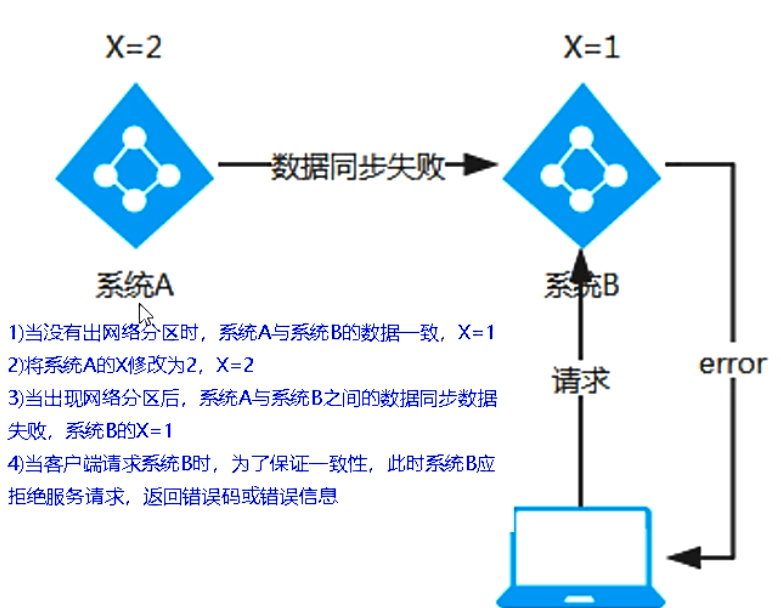 X=2
X=1
数据同步失败
系统A
系统B
1)当没有出网络分区时，系统A与系统B的数据一致，X=1
2)将系统A的X修改为2，X=2
3)当出现网络分区后，系统A与系统B之间的数据同步数据
失败，系统B的X=1
4)当客户端请求系统B时，为了保证一致性，此时系统B应
拒绝服务请求，返回错误码或错误信息
请求
error